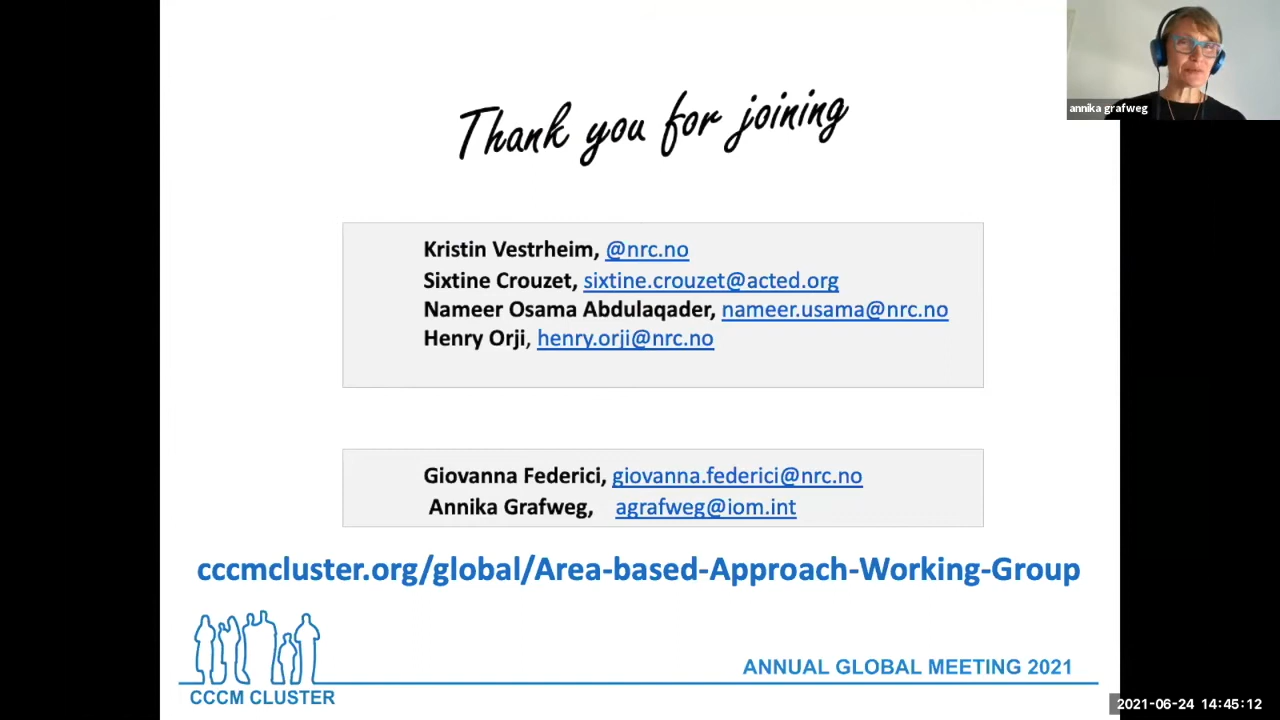 annika grafweg
Thank you for joining
Kristin Vestrheim, @nrc.no
Sixtine Crouzet, sixtine.crouzet@acted.org
Nameer Osama Abdulaqader, nameer.usama@nrc.no
Henry Orji, henry.orji@nrc.no
Giovanna Federici, giovanna.federici@nrc.no
Annika Grafweg, agrafweg@iom.int
cccmcluster.org/global/Area-based-Approach-Working-Group
ANNUAL GLOBAL MEETING 2021
CCCM CLUSTER
2021-06-24 14:45:12